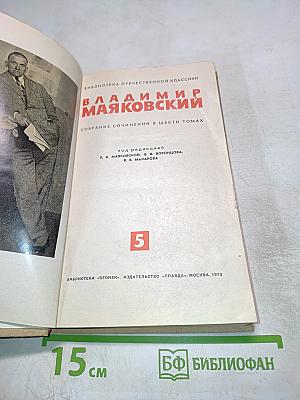 БИБЛИОТЕКА ОТЕЧЕСТВЕННОЙ КЛАССИКИ
ВЛАДИМИР
МАЯКОВСКИЙ
СОБРАНИЕ СОЧИНЕНИЙ В ШЕСТИ ТОМАХ
под редакцией
Л. В. МАЯКОВСКОЙ, В. В. ВОРОНЦОВА,
В. В. МАКАРОВА
5
БИБЛИОТЕКА «ОГОНЕК». ИЗДАТЕЛЬСТВО «ПРАВДА». МОСКВА, 1973
15 см
БФ БИБЛИОФАН